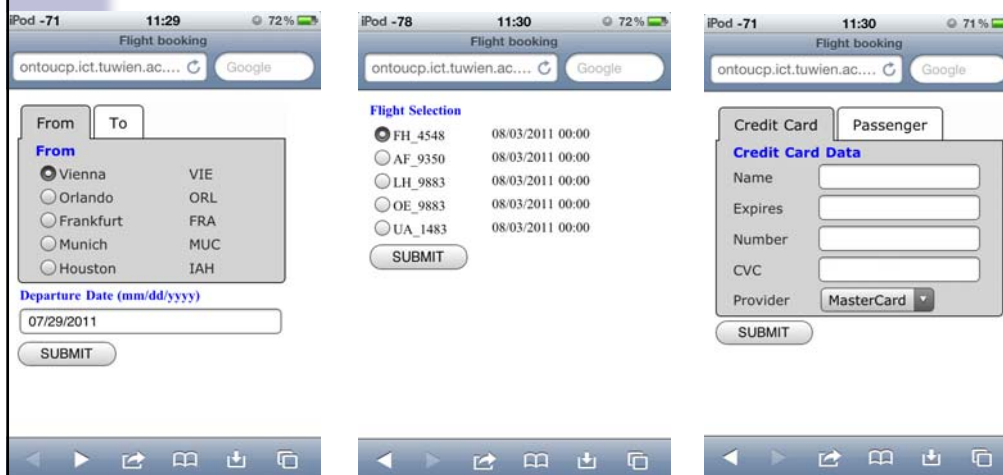 iPod -71 11:29 72%
Flight booking
ontoucp.ict.tuwien.ac.... Google
From To
From
Vienna VIE
Orlando ORL
Frankfurt FRA
Munich MUC
Houston IAH
Departure Date (mm/dd/yyyy)
07/29/2011
SUBMIT
iPod -78 11:30 72%
Flight booking
ontoucp.ict.tuwien.ac.... Google
Flight Selection
FH_4548 08/03/2011 00:00
AF_9350 08/03/2011 00:00
LH_9883 08/03/2011 00:00
OE_9883 08/03/2011 00:00
UA_1483 08/03/2011 00:00
SUBMIT
iPod -71 11:30 71%
Flight booking
ontoucp.ict.tuwien.ac.... Google
Credit Card Passenger
Credit Card Data
Name
Expires
Number
CVC
Provider MasterCard
SUBMIT